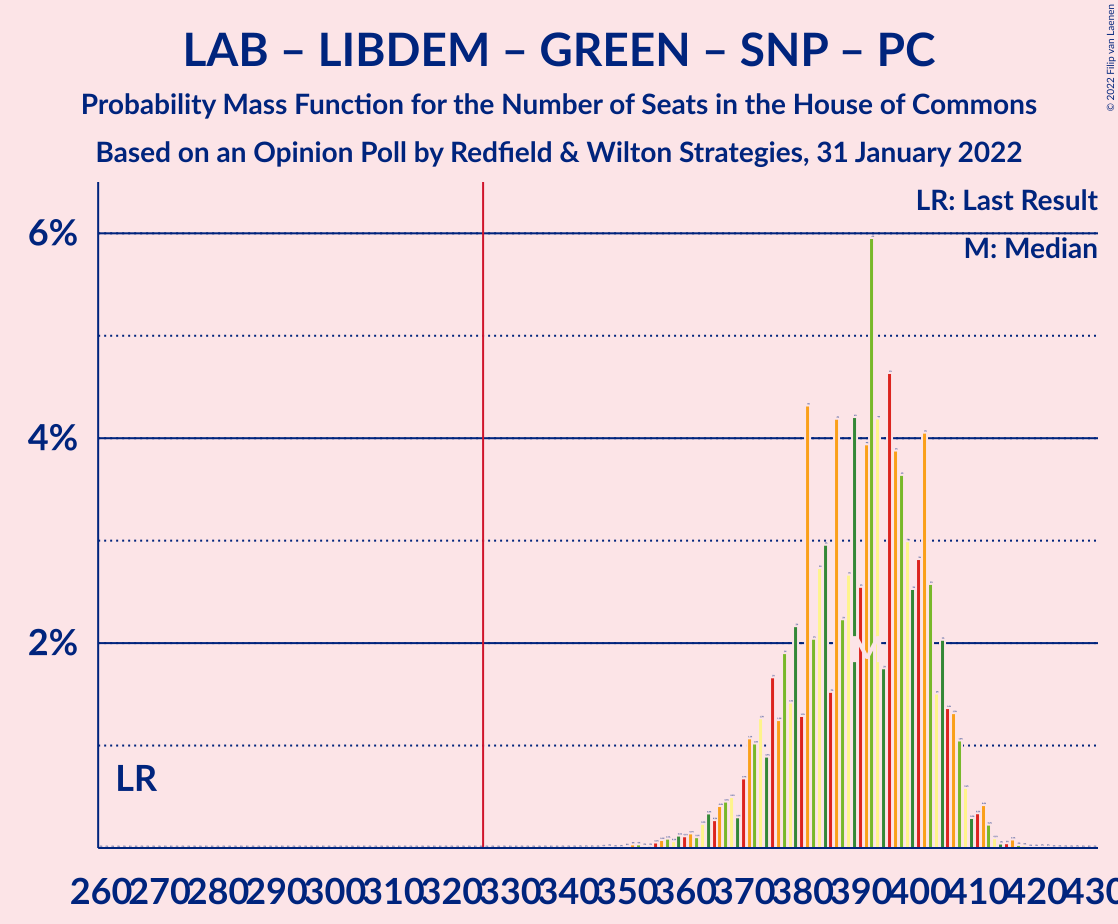 LAB – LIBDEM – GREEN – SNP – PC
Probability Mass Function for the Number of Seats in the House of Commons
Based on an Opinion Poll by Redfield & Wilton Strategies, 31 January 2022
© 2022 Filip van Laenen
LR: Last Result
M: Median
6%
4%
2%
LR
M
260 270 280 290 300 310 320 330 340 350 360 370 380 390 400 410 420 430